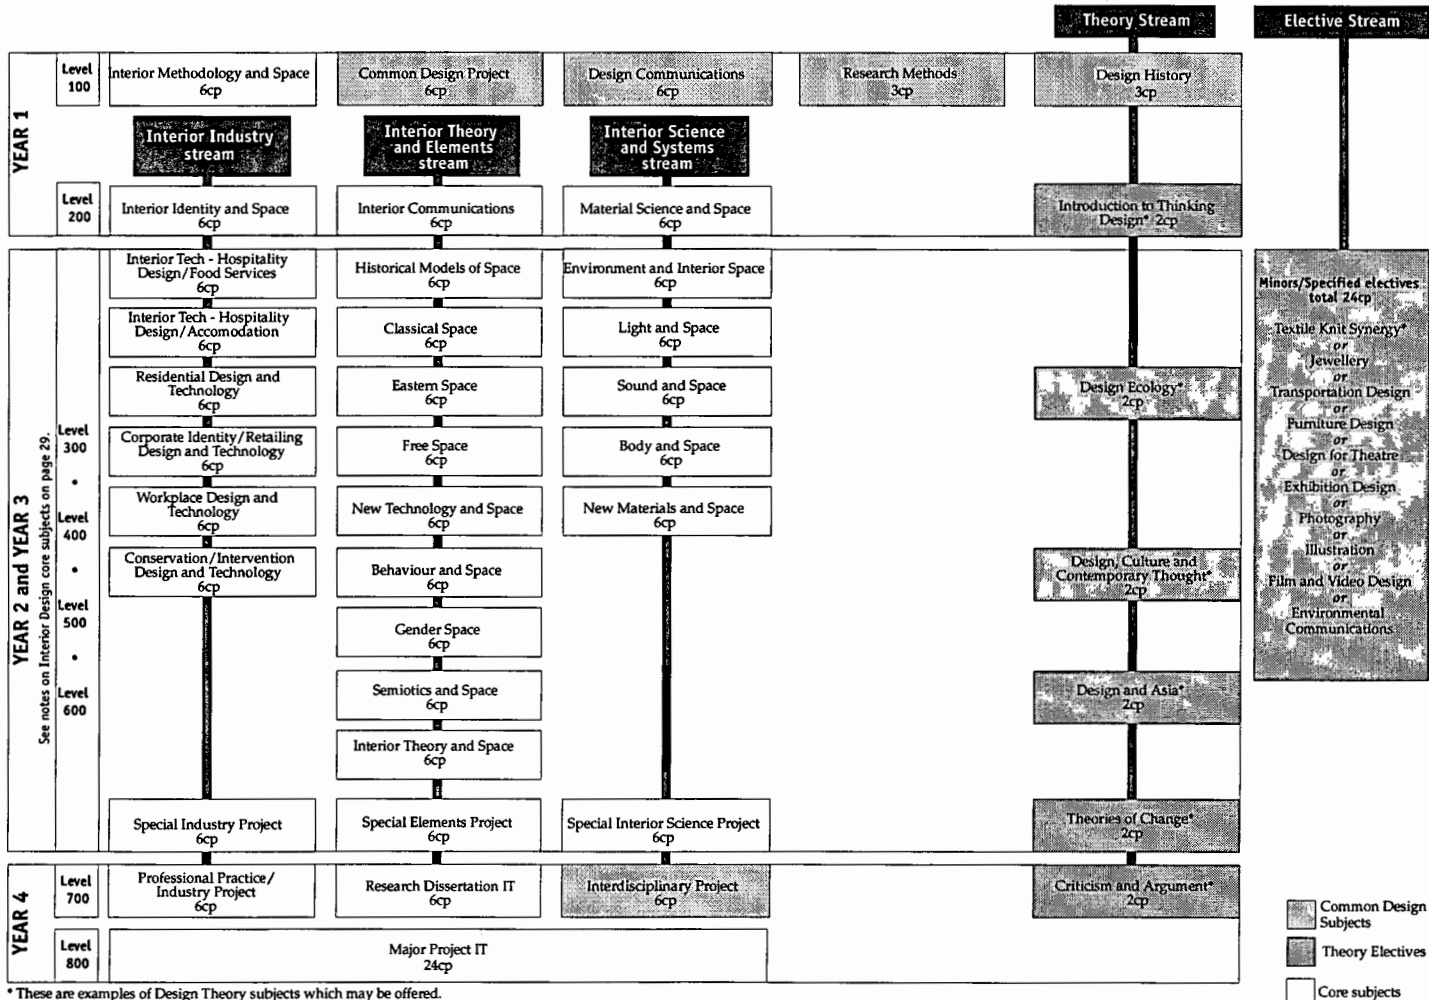 Theory Stream
Elective Stream
YEAR 1
Level
100
Interior Methodology and Space
6cp
Common Design Project
6cp
Design Communications
6cp
Research Methods
3cp
Design History
3cp
Interior Industry
stream
Interior Theory
and Elements
stream
Interior Science
and Systems
stream
Level
200
Interior Identity and Space
6cp
Interior Communications
6cp
Material Science and Space
6cp
Introduction to Thinking
Design* 2cp
YEAR 2 and YEAR 3
See notes on Interior Design core subjects on page 29.
Level
300
•
Level
400
•
Level
500
•
Level
600
Interior Tech - Hospitality
Design/Food Services
6cp
Interior Tech - Hospitality
Design/Accomodation
6cp
Residential Design and
Technology
6cp
Corporate Identity/Retailing
Design and Technology
6cp
Workplace Design and
Technology
6cp
Conservation/Intervention
Design and Technology
6cp
Special Industry Project
6cp
Historical Models of Space
6cp
Classical Space
6cp
Eastern Space
6cp
Free Space
6cp
New Technology and Space
6cp
Behaviour and Space
6cp
Gender Space
6cp
Semiotics and Space
6cp
Interior Theory and Space
6cp
Special Elements Project
6cp
Environment and Interior Space
6cp
Light and Space
6cp
Sound and Space
6cp
Body and Space
6cp
New Materials and Space
6cp
Special Interior Science Project
6cp
Design Ecology*
2cp
Design, Culture and
Contemporary Thought*
2cp
Design and Asia*
2cp
Theories of Change*
2cp
Minors/Specified electives
total 24cp
Textile Knit Synergy*
or
Jewellery
or
Transportation Design
or
Furniture Design
or
Design for Theatre
or
Exhibition Design
or
Photography
or
Illustration
or
Film and Video Design
or
Environmental
Communications
YEAR 4
Level
700
Professional Practice/
Industry Project
6cp
Research Dissertation IT
6cp
Interdisciplinary Project
6cp
Criticism and Argument*
2cp
Level
800
Major Project IT
24cp
Common Design
Subjects
Theory Electives
Core subjects
* These are examples of Design Theory subjects which may be offered.